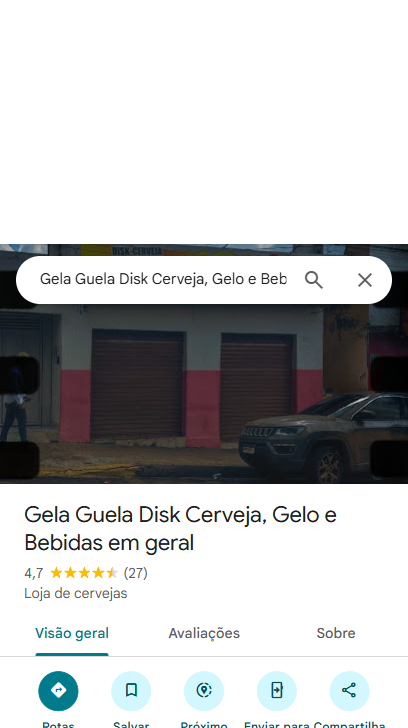 DISK-CERVEJA
Gela Guela Disk Cerveja, Gelo e Beb
Gela Guela Disk Cerveja, Gelo e
Bebidas em geral
4,7 (27)
Loja de cervejas
Visão geral Avaliações Sobre
Rotas Salvar Próximo Enviar para Compartilha